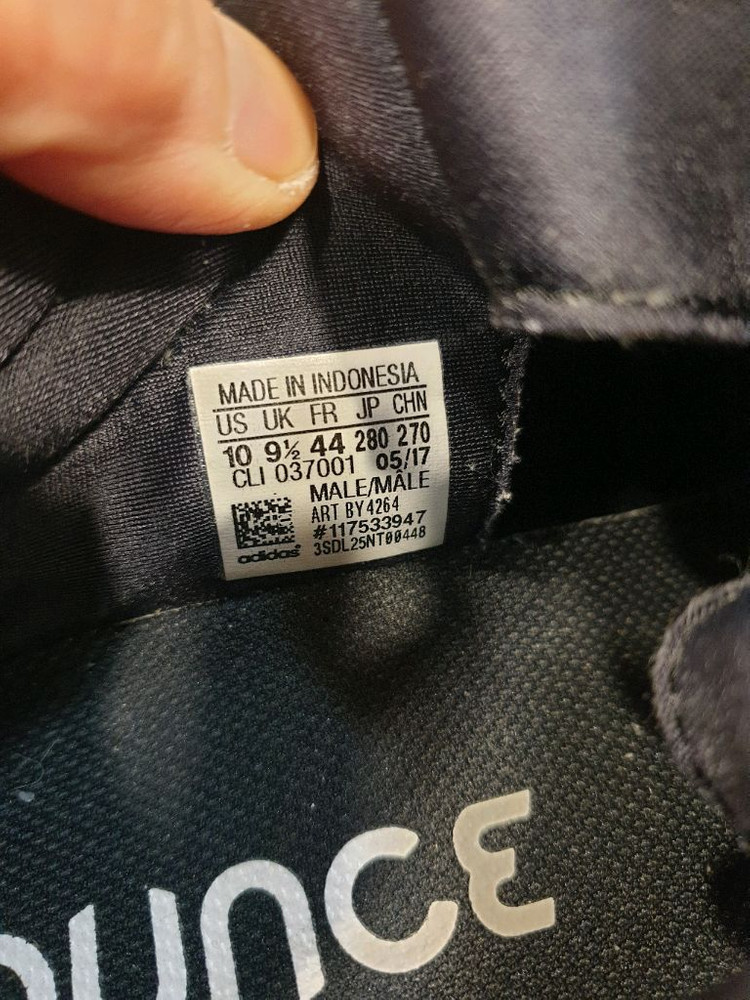 MADE IN INDONESIA
US UK FR JP CHN
10 9½ 44 280 270
CLI 037001 05/17
MALE/MÂLE
ART BY4264
#117533947
adidas® 3SDL25NT00448
OUNCE